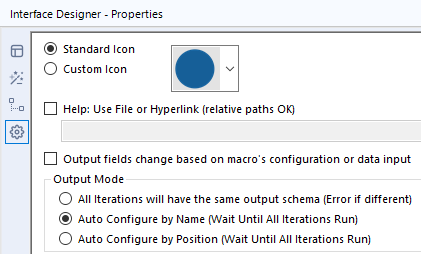 Interface Designer - Properties
Standard Icon
Custom Icon
Help: Use File or Hyperlink (relative paths OK)
Output fields change based on macro's configuration or data input
Output Mode
All Iterations will have the same output schema (Error if different)
Auto Configure by Name (Wait Until All Iterations Run)
Auto Configure by Position (Wait Until All Iterations Run)